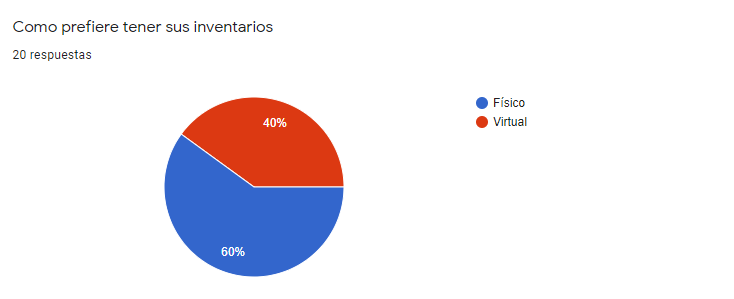 Como prefiere tener sus inventarios
20 respuestas
Físico
Virtual
40%
60%